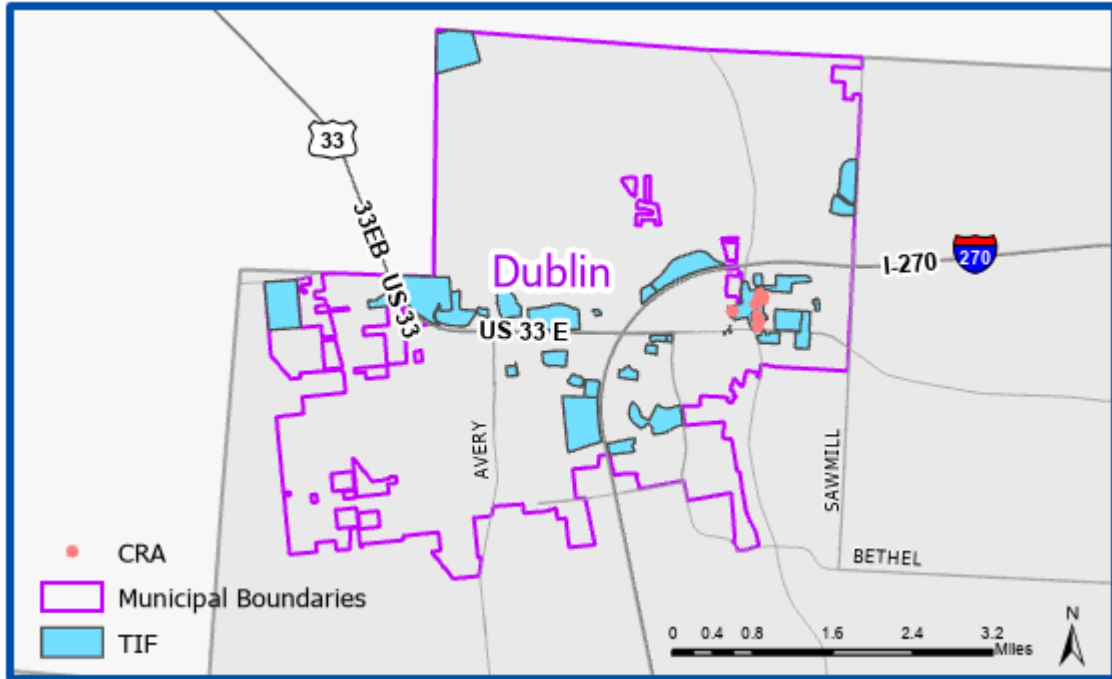 33
33EB
US 33
Dublin
I-270
270
US 33 E
AVERY
SAWMILL
BETHEL
CRA
Municipal Boundaries
TIF
0 0.4 0.8 1.6 2.4 3.2
Miles
N